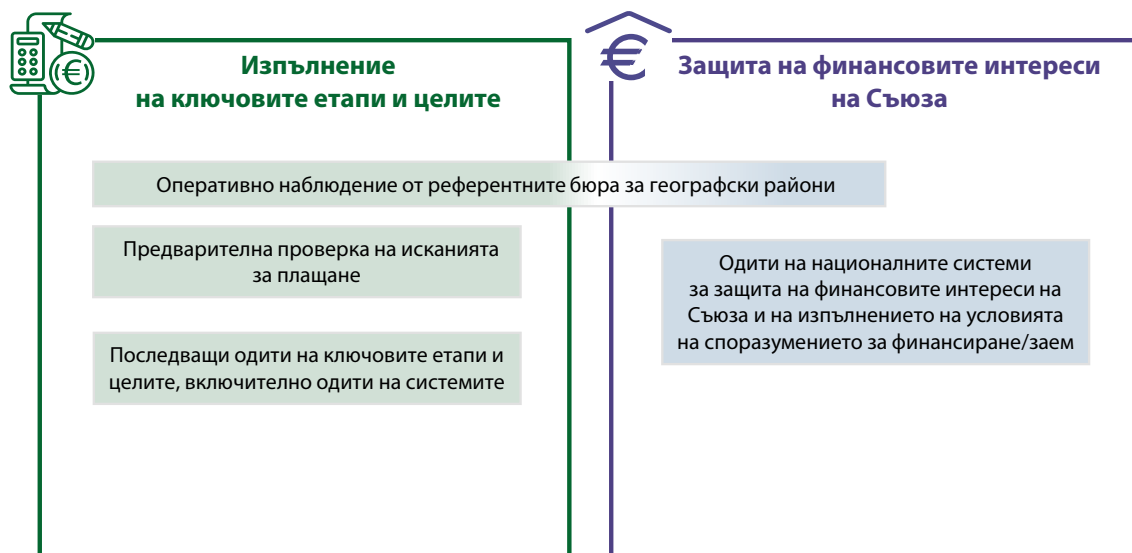 Изпълнение
на ключовите етапи и целите
Защита на финансовите интереси
на Съюза
Оперативно наблюдение от референтните бюра за географски райони
Предварителна проверка на исканията
за плащане
Последващи одити на ключовите етапи и
целите, включително одити на системите
Одити на националните системи
за защита на финансовите интереси на
Съюза и на изпълнението на условията
на споразумението за финансиране/заем